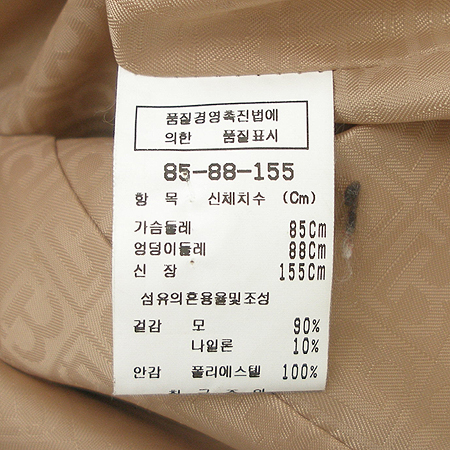 품질경영촉진법에
의한 품질표시
85-88-155
항 목 신체치수 (Cm)
가슴둘레 85Cm
엉덩이둘레 88Cm
신 장 155Cm
섬유의혼용율및조성
겉감 모 90%
나일론 10%
안감 폴리에스텔 100%